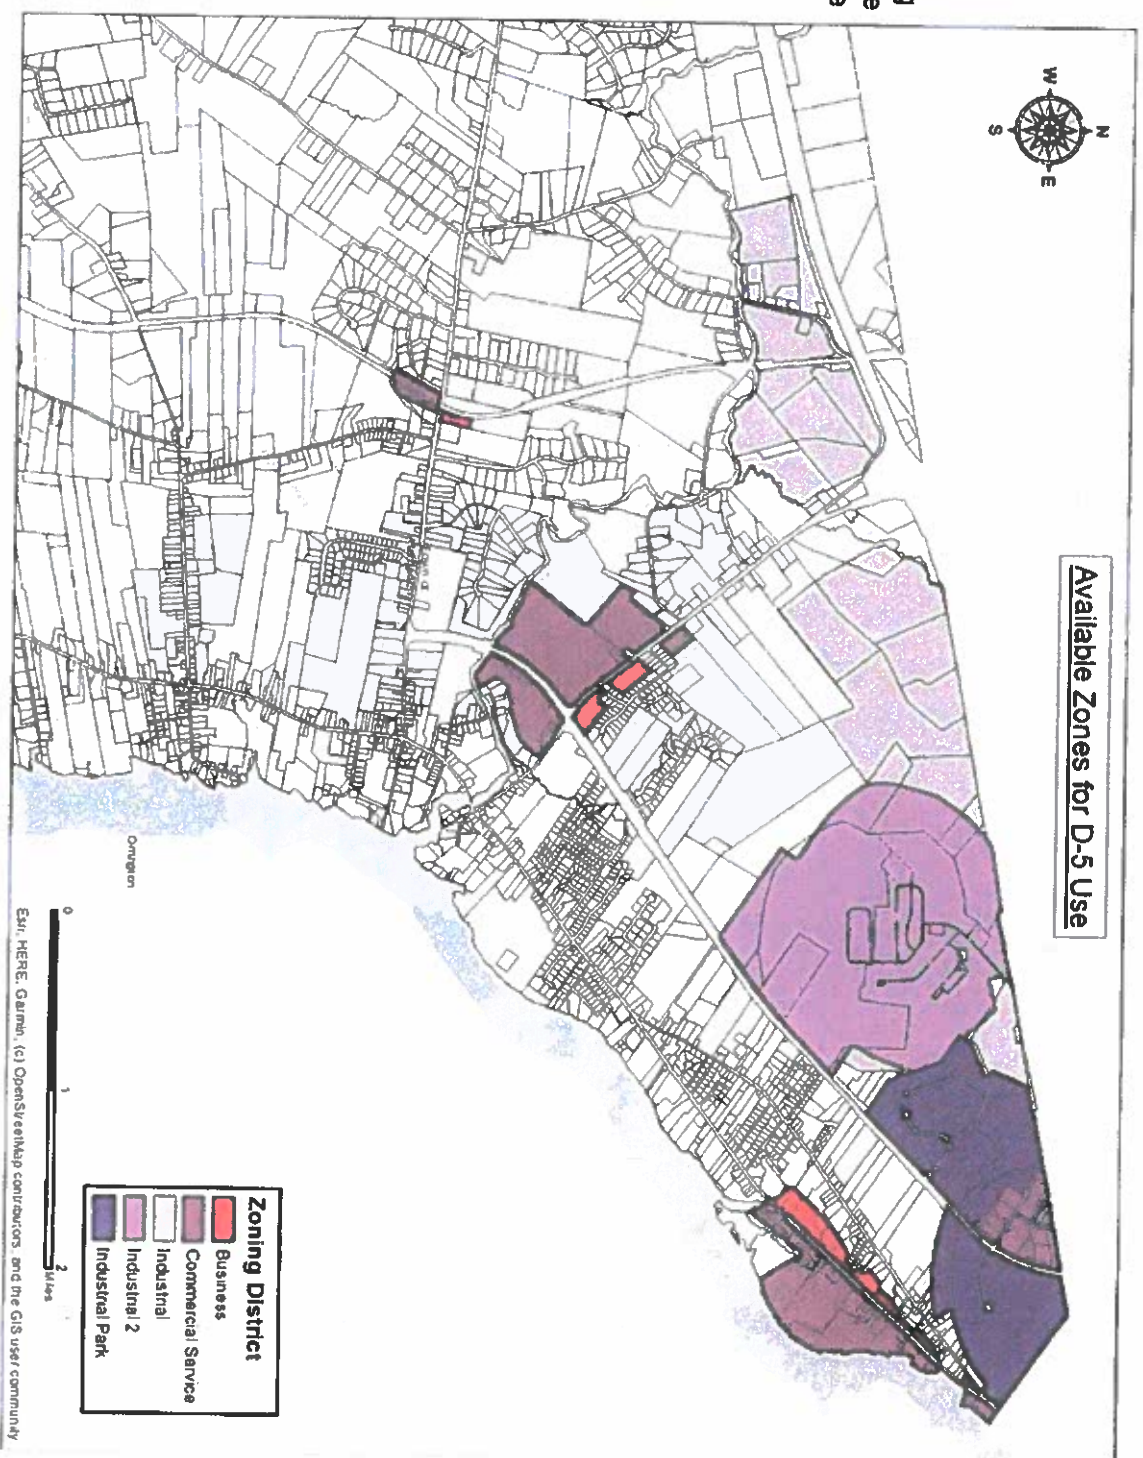 Available Zones for D-5 Use
N
W
E
S
Orrington
0
1
2
Miles
Zoning District
Business
Commercial Service
Industrial
Industrial 2
Industrial Park
Esri, HERE, Garmin, (c) OpenStreetMap contributors, and the GIS user community